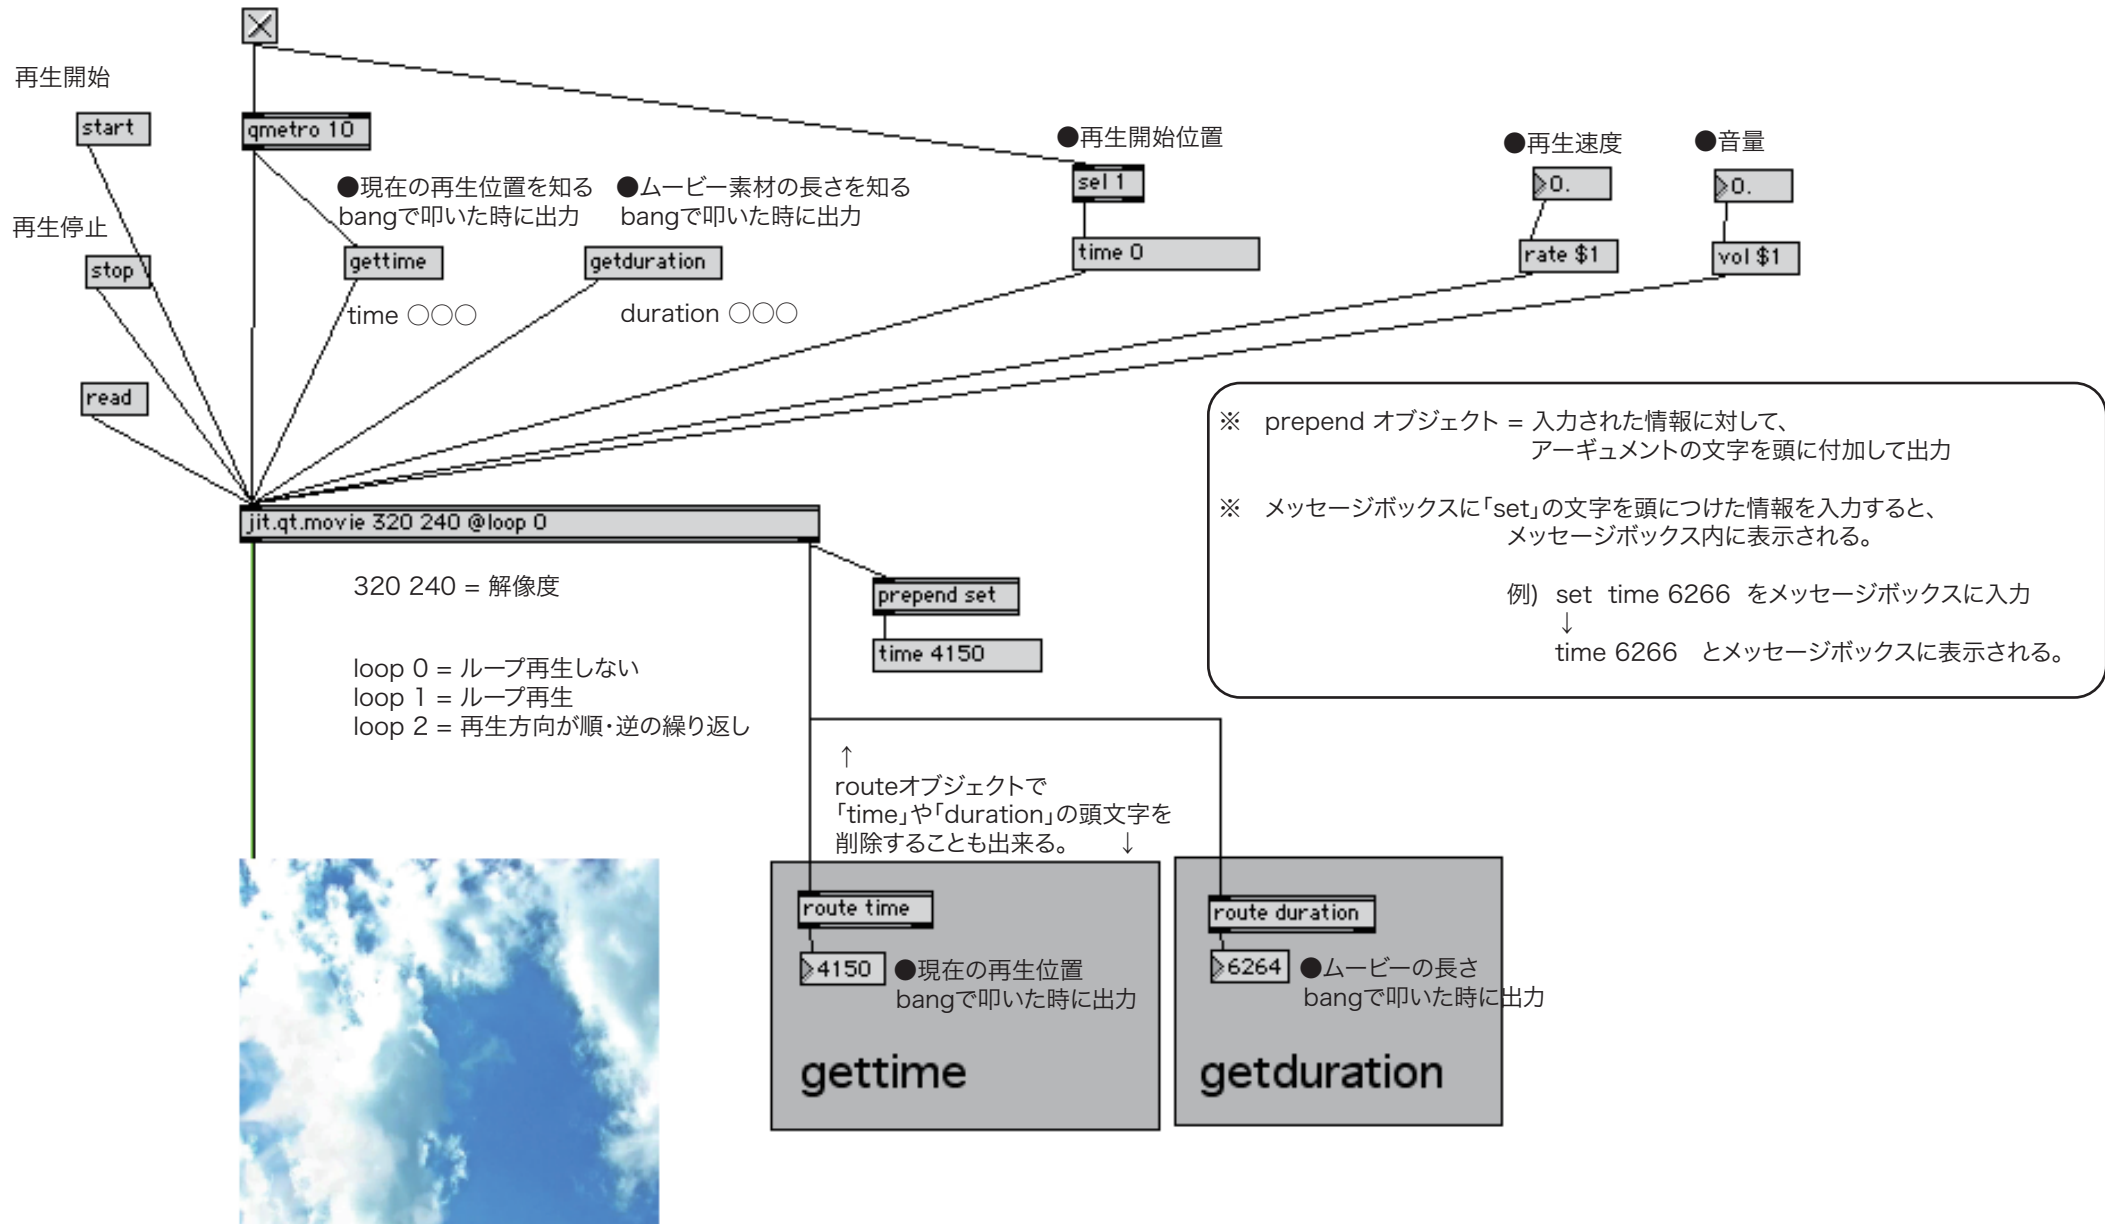 再生開始
start
qmetro 10
●再生開始位置
●再生速度
●音量
●現在の再生位置を知る
bangで叩いた時に出力
●ムービー素材の長さを知る
bangで叩いた時に出力
sel 1
0.
0.
再生停止
stop
gettime
getduration
time 0
rate $1
vol $1
time ○○○
duration ○○○
read
※ prepend オブジェクト = 入力された情報に対して、
アーギュメントの文字を頭に付加して出力
※ メッセージボックスに「set」の文字を頭につけた情報を入力すると、
メッセージボックス内に表示される。
例) set time 6266 をメッセージボックスに入力
↓
time 6266 とメッセージボックスに表示される。
jit.qt.movie 320 240 @loop 0
320 240 = 解像度
prepend set
time 4150
loop 0 = ループ再生しない
loop 1 = ループ再生
loop 2 = 再生方向が順・逆の繰り返し
↑
routeオブジェクトで
「time」や「duration」の頭文字を
削除することも出来る。 ↓
route time
4150
●現在の再生位置
bangで叩いた時に出力
gettime
route duration
6264
●ムービーの長さ
bangで叩いた時に出力
getduration